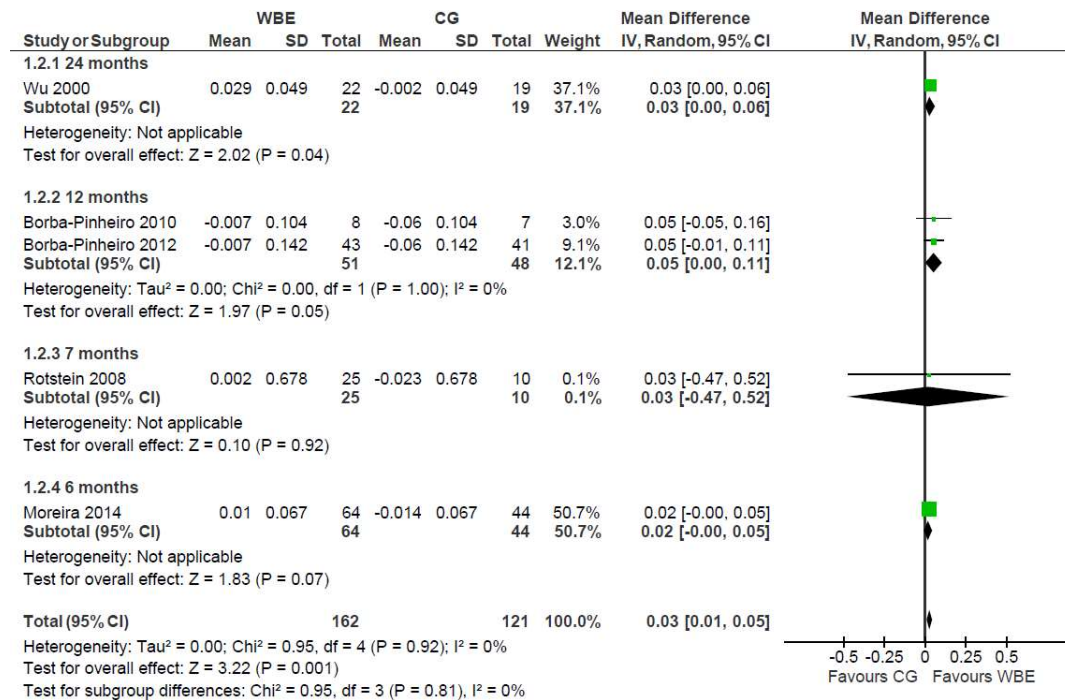 WBE CG Mean Difference Mean Difference
Study or Subgroup Mean SD Total Mean SD Total Weight IV, Random, 95% CI IV, Random, 95% CI
1.2.1 24 months
Wu 2000 0.029 0.049 22 -0.002 0.049 19 37.1% 0.03 [0.00, 0.06]
Subtotal (95% CI) 22 19 37.1% 0.03 [0.00, 0.06]
Heterogeneity: Not applicable
Test for overall effect: Z = 2.02 (P = 0.04)
1.2.2 12 months
Borba-Pinheiro 2010 -0.007 0.104 8 -0.06 0.104 7 3.0% 0.05 [-0.05, 0.16]
Borba-Pinheiro 2012 -0.007 0.142 43 -0.06 0.142 41 9.1% 0.05 [-0.01, 0.11]
Subtotal (95% CI) 51 48 12.1% 0.05 [0.00, 0.11]
Heterogeneity: Tau² = 0.00; Chi² = 0.00, df = 1 (P = 1.00); I² = 0%
Test for overall effect: Z = 1.97 (P = 0.05)
1.2.3 7 months
Rotstein 2008 0.002 0.678 25 -0.023 0.678 10 0.1% 0.03 [-0.47, 0.52]
Subtotal (95% CI) 25 10 0.1% 0.03 [-0.47, 0.52]
Heterogeneity: Not applicable
Test for overall effect: Z = 0.10 (P = 0.92)
1.2.4 6 months
Moreira 2014 0.01 0.067 64 -0.014 0.067 44 50.7% 0.02 [-0.00, 0.05]
Subtotal (95% CI) 64 44 50.7% 0.02 [-0.00, 0.05]
Heterogeneity: Not applicable
Test for overall effect: Z = 1.83 (P = 0.07)
Total (95% CI) 162 121 100.0% 0.03 [0.01, 0.05]
Heterogeneity: Tau² = 0.00; Chi² = 0.95, df = 4 (P = 0.92); I² = 0%
Test for overall effect: Z = 3.22 (P = 0.001)
Test for subgroup differences: Chi² = 0.95, df = 3 (P = 0.81), I² = 0%
-0.5 -0.25 0 0.25 0.5
Favours CG Favours WBE